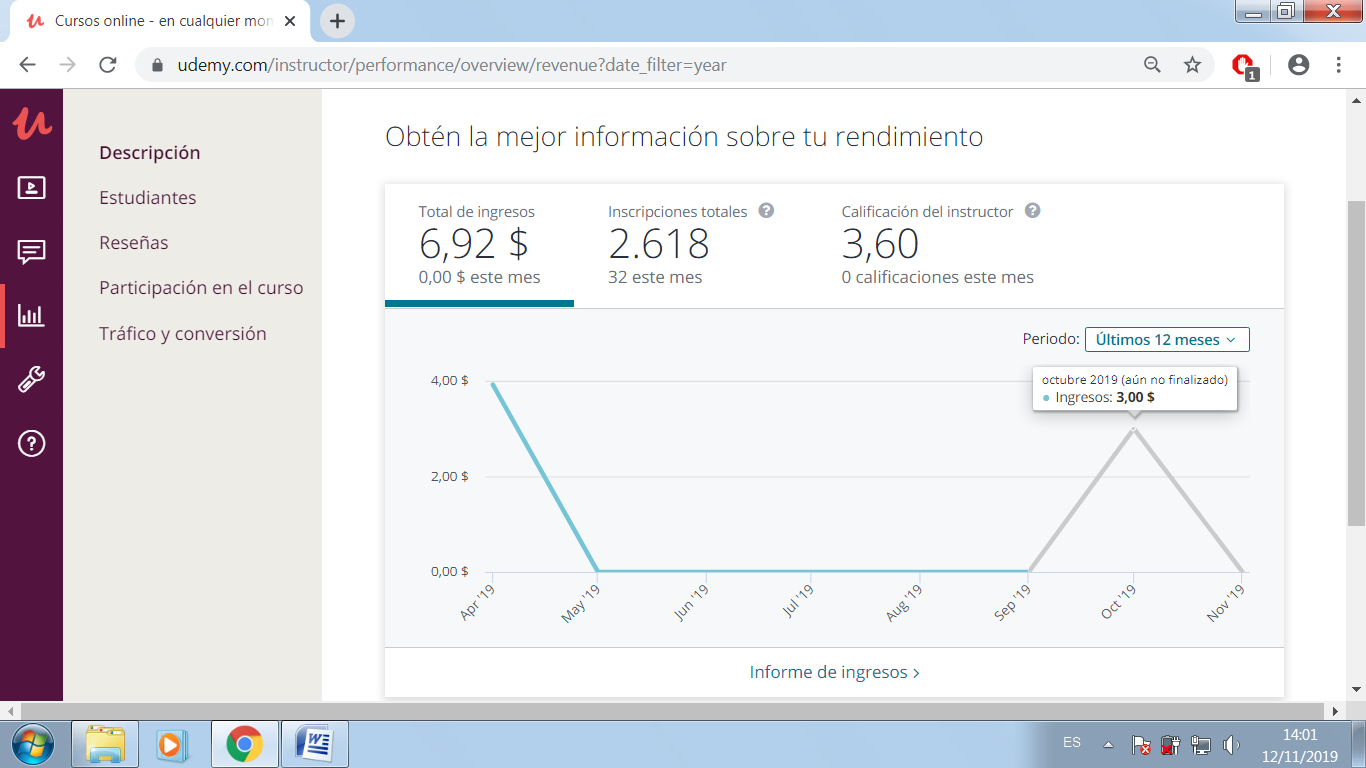 Cursos online - en cualquier mon
udemy.com/instructor/performance/overview/revenue?date_filter=year
1
Descripción
Estudiantes
Reseñas
Participación en el curso
Tráfico y conversión
Obtén la mejor información sobre tu rendimiento
Total de ingresos
6,92 $
0,00 $ este mes
Inscripciones totales
2.618
32 este mes
Calificación del instructor
3,60
0 calificaciones este mes
Periodo: Últimos 12 meses
octubre 2019 (aún no finalizado)
Ingresos: 3,00 $
4,00 $
2,00 $
0,00 $
Apr '19
May '19
Jun '19
Jul '19
Aug '19
Sep '19
Oct '19
Nov '19
Informe de ingresos >
ES
14:01
12/11/2019